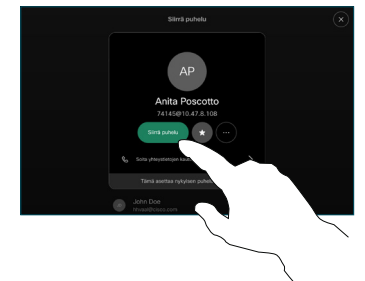 Siirrä puhelu
AP
Anita Poscotto
74145@10.47.8.108
Siirrä puhelu
Soita yhteystietojen kautta
Tämä asettaa nykyisen puhelu
John Doe